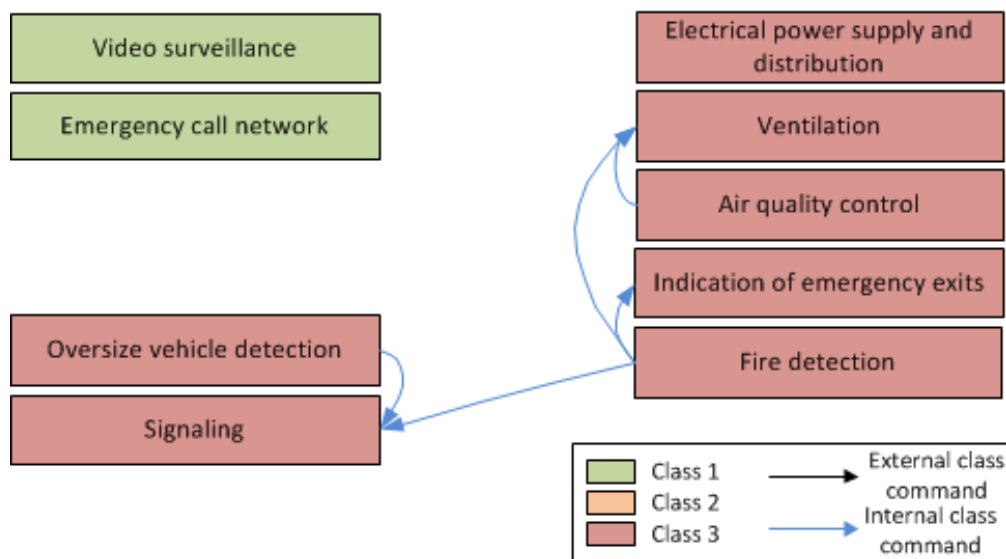 Video surveillance
Emergency call network
Oversize vehicle detection
Signaling
Electrical power supply and
distribution
Ventilation
Air quality control
Indication of emergency exits
Fire detection
Class 1
Class 2
Class 3
External class
command
Internal class
command